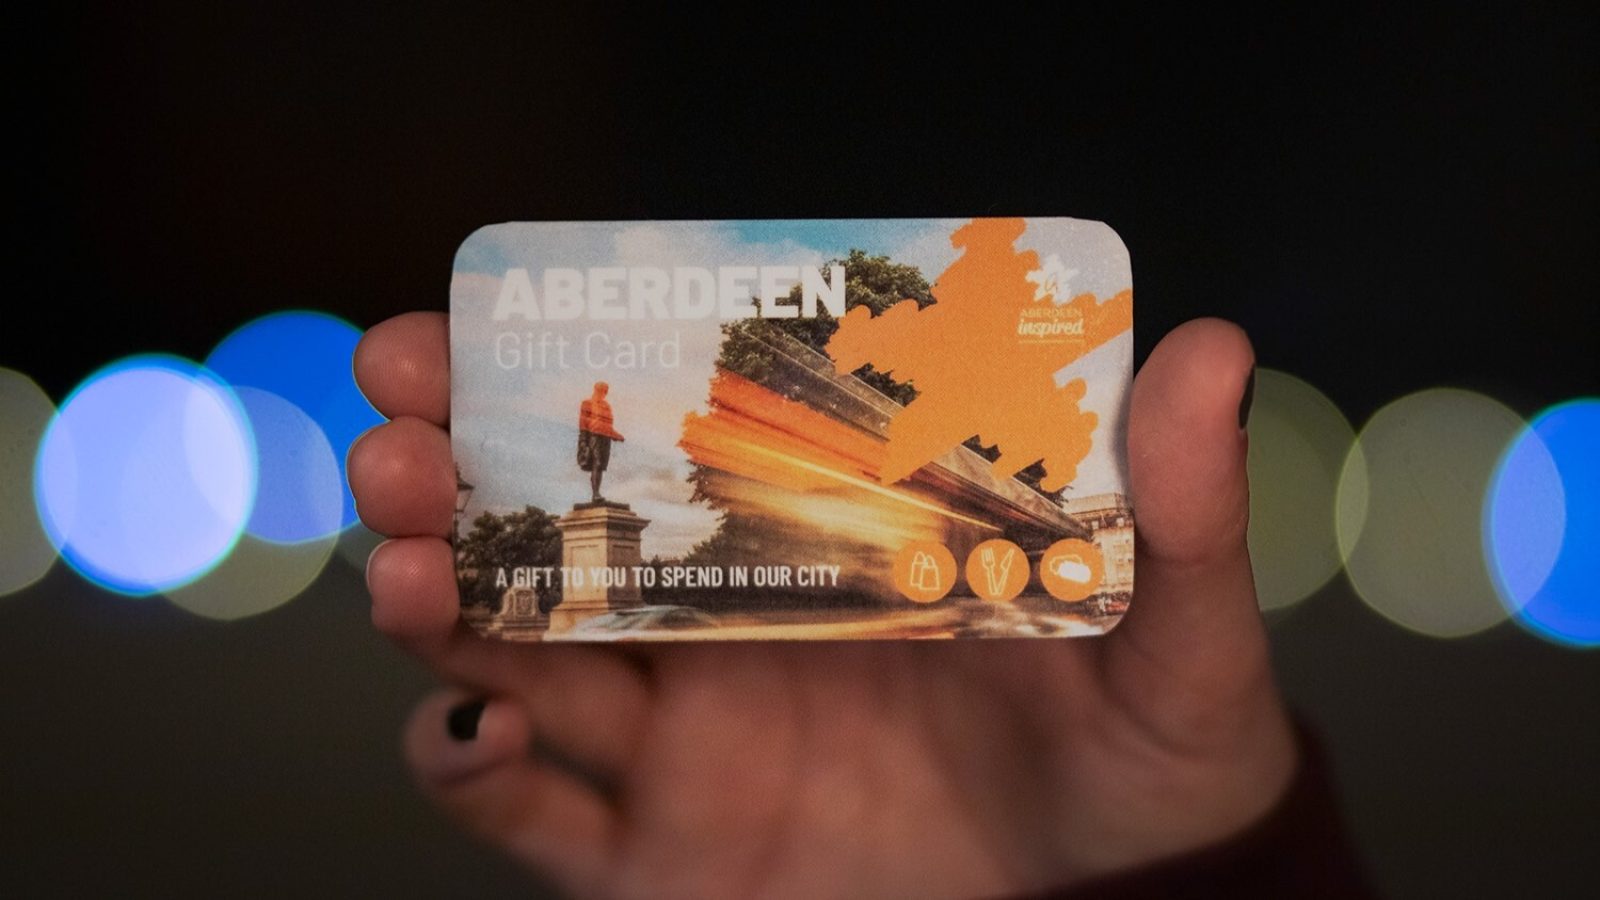 ABERDEEN
Gift Card
ABERDEEN
inspired
A GIFT TO YOU TO SPEND IN OUR CITY